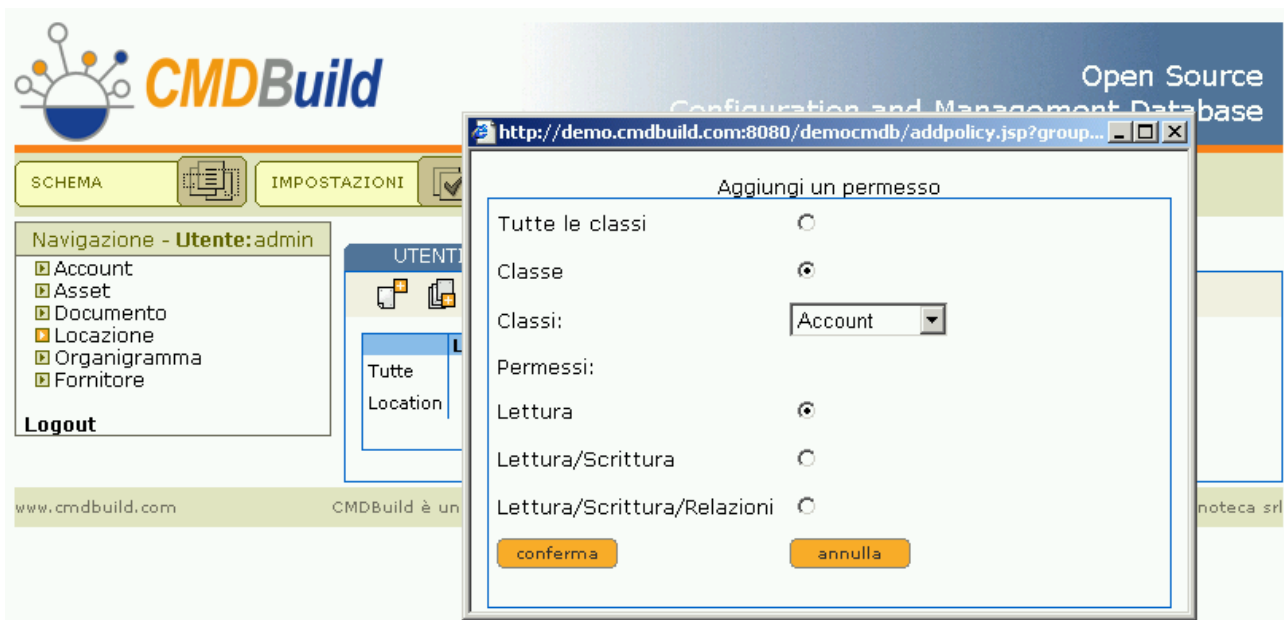 CMDBuild
Open Source
Configuration and Management Database
http://demo.cmdbuild.com:8080/democmdb/addpolicy.jsp?group...
SCHEMA
IMPOSTAZIONI
Aggiungi un permesso
Navigazione - Utente:admin
Account
Asset
Documento
Locazione
Organigramma
Fornitore
Logout
UTENTI
Tutte
Location
Tutte le classi
Classe
Classi: Account
Permessi:
Lettura
Lettura/Scrittura
Lettura/Scrittura/Relazioni
conferma annulla
www.cmdbuild.com CMDBuild è un noteca srl